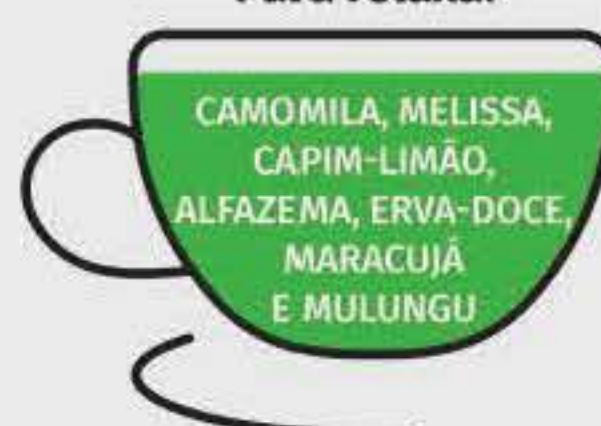 CAMOMILA, MELISSA,
CAPIM-LIMÃO,
ALFAZEMA, ERVA-DOCE,
MARACUJÁ
E MULUNGU